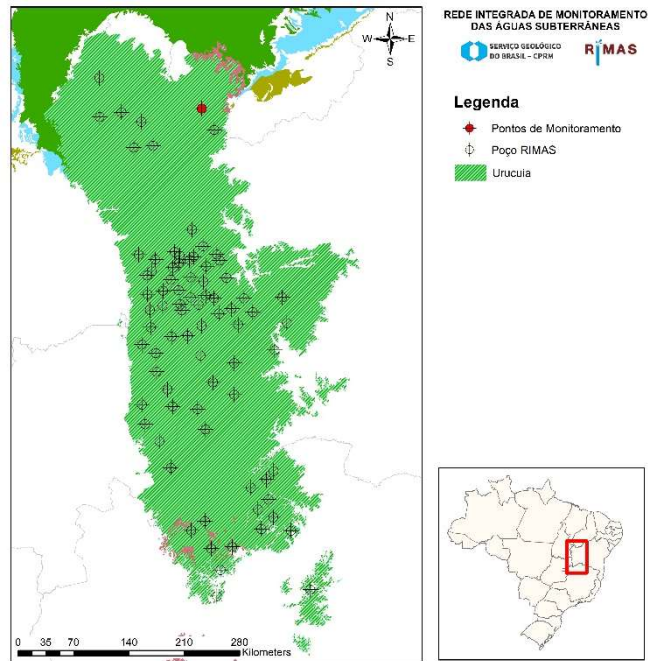 N
W E
S
REDE INTEGRADA DE MONITORAMENTO
DAS ÁGUAS SUBTERRÂNEAS
SERVIÇO GEOLÓGICO
DO BRASIL – CPRM
RIMAS
Legenda
Pontos de Monitoramento
Poço RIMAS
Urucuia
0 35 70 140 210 280
Kilometers